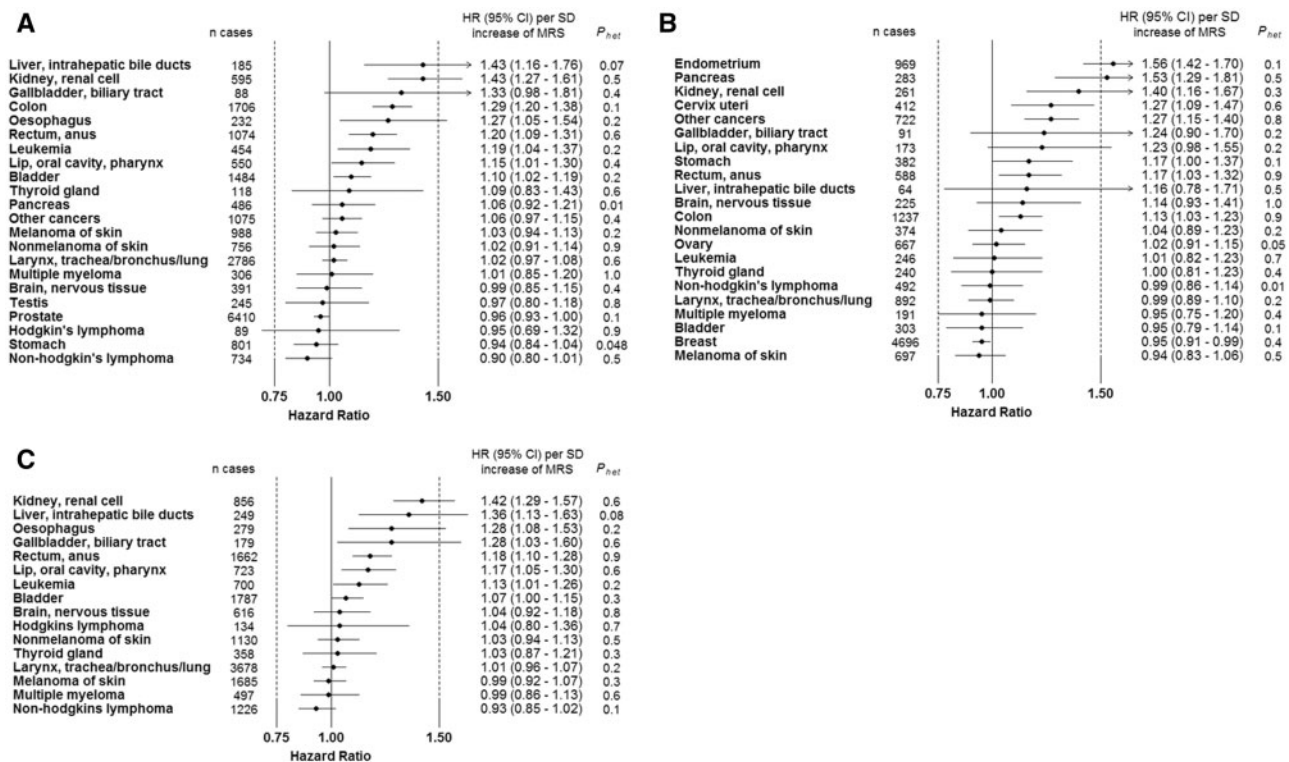 A
n cases
HR (95% CI) per SD
increase of MRS
P het
Liver, intrahepatic bile ducts 185 1.43 (1.16 - 1.76) 0.07
Kidney, renal cell 595 1.43 (1.27 - 1.61) 0.5
Gallbladder, biliary tract 88 1.33 (0.98 - 1.81) 0.4
Colon 1706 1.29 (1.20 - 1.38) 0.1
Oesophagus 232 1.27 (1.05 - 1.54) 0.2
Rectum, anus 1074 1.20 (1.09 - 1.31) 0.6
Leukemia 454 1.19 (1.04 - 1.37) 0.2
Lip, oral cavity, pharynx 550 1.15 (1.01 - 1.30) 0.4
Bladder 1484 1.10 (1.02 - 1.19) 0.2
Thyroid gland 118 1.09 (0.83 - 1.43) 0.6
Pancreas 486 1.06 (0.92 - 1.21) 0.01
Other cancers 1075 1.06 (0.97 - 1.15) 0.4
Melanoma of skin 988 1.03 (0.94 - 1.13) 0.2
Nonmelanoma of skin 756 1.02 (0.91 - 1.14) 0.9
Larynx, trachea/bronchus/lung 2786 1.02 (0.97 - 1.08) 0.6
Multiple myeloma 306 1.01 (0.85 - 1.20) 1.0
Brain, nervous tissue 391 0.99 (0.85 - 1.15) 0.4
Testis 245 0.97 (0.80 - 1.18) 0.8
Prostate 6410 0.96 (0.93 - 1.00) 0.1
Hodgkin's lymphoma 89 0.95 (0.69 - 1.32) 0.9
Stomach 801 0.94 (0.84 - 1.04) 0.048
Non-hodgkin's lymphoma 734 0.90 (0.80 - 1.01) 0.5
0.75 1.00 1.50
Hazard Ratio
B
n cases
HR (95% CI) per SD
increase of MRS
P het
Endometrium 969 1.56 (1.42 - 1.70) 0.1
Pancreas 283 1.53 (1.29 - 1.81) 0.5
Kidney, renal cell 261 1.40 (1.16 - 1.67) 0.3
Cervix uteri 412 1.27 (1.09 - 1.47) 0.6
Other cancers 722 1.27 (1.15 - 1.40) 0.8
Gallbladder, biliary tract 91 1.24 (0.90 - 1.70) 0.2
Lip, oral cavity, pharynx 173 1.23 (0.98 - 1.55) 0.2
Stomach 382 1.17 (1.00 - 1.37) 0.1
Rectum, anus 588 1.17 (1.03 - 1.32) 0.9
Liver, intrahepatic bile ducts 64 1.16 (0.78 - 1.71) 0.5
Brain, nervous tissue 225 1.14 (0.93 - 1.41) 1.0
Colon 1237 1.13 (1.03 - 1.23) 0.9
Nonmelanoma of skin 374 1.04 (0.89 - 1.23) 0.2
Ovary 667 1.02 (0.91 - 1.15) 0.05
Leukemia 246 1.01 (0.82 - 1.23) 0.7
Thyroid gland 240 1.00 (0.81 - 1.23) 0.4
Non-hodgkin's lymphoma 492 0.99 (0.86 - 1.14) 0.01
Larynx, trachea/bronchus/lung 892 0.99 (0.89 - 1.10) 0.2
Multiple myeloma 191 0.95 (0.75 - 1.20) 0.4
Bladder 303 0.95 (0.79 - 1.14) 0.1
Breast 4696 0.95 (0.91 - 0.99) 0.4
Melanoma of skin 697 0.94 (0.83 - 1.06) 0.5
0.75 1.00 1.50
Hazard Ratio
C
n cases
HR (95% CI) per SD
increase of MRS
P het
Kidney, renal cell 856 1.42 (1.29 - 1.57) 0.6
Liver, intrahepatic bile ducts 249 1.36 (1.13 - 1.63) 0.08
Oesophagus 279 1.28 (1.08 - 1.53) 0.2
Gallbladder, biliary tract 179 1.28 (1.03 - 1.60) 0.6
Rectum, anus 1662 1.18 (1.10 - 1.28) 0.9
Lip, oral cavity, pharynx 723 1.17 (1.05 - 1.30) 0.6
Leukemia 700 1.13 (1.01 - 1.26) 0.2
Bladder 1787 1.07 (1.00 - 1.15) 0.3
Brain, nervous tissue 616 1.04 (0.92 - 1.18) 0.8
Hodgkins lymphoma 134 1.04 (0.80 - 1.36) 0.7
Nonmelanoma of skin 1130 1.03 (0.94 - 1.13) 0.5
Thyroid gland 358 1.03 (0.87 - 1.21) 0.3
Larynx, trachea/bronchus/lung 3678 1.01 (0.96 - 1.07) 0.2
Melanoma of skin 1685 0.99 (0.92 - 1.07) 0.3
Multiple myeloma 497 0.99 (0.86 - 1.13) 0.6
Non-hodgkins lymphoma 1226 0.93 (0.85 - 1.02) 0.1
0.75 1.00 1.50
Hazard Ratio